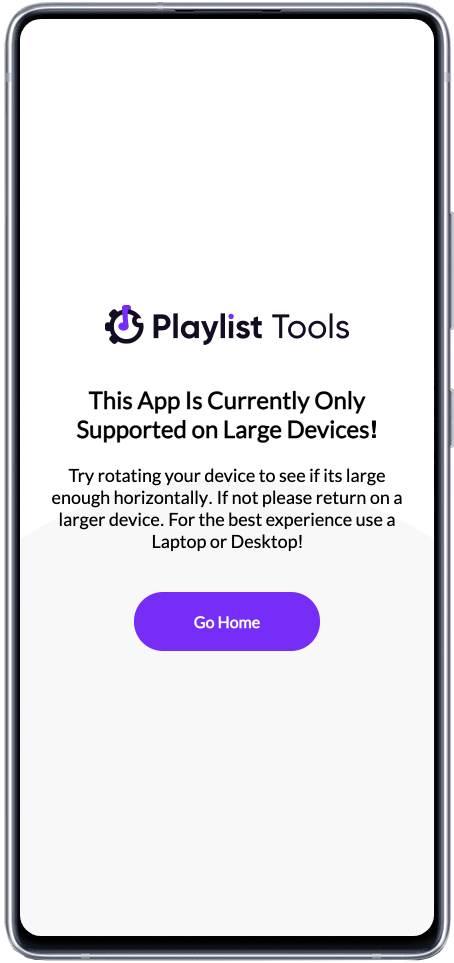 Playlist Tools
This App Is Currently Only
Supported on Large Devices!
Try rotating your device to see if its large
enough horizontally. If not please return on a
larger device. For the best experience use a
Laptop or Desktop!
Go Home